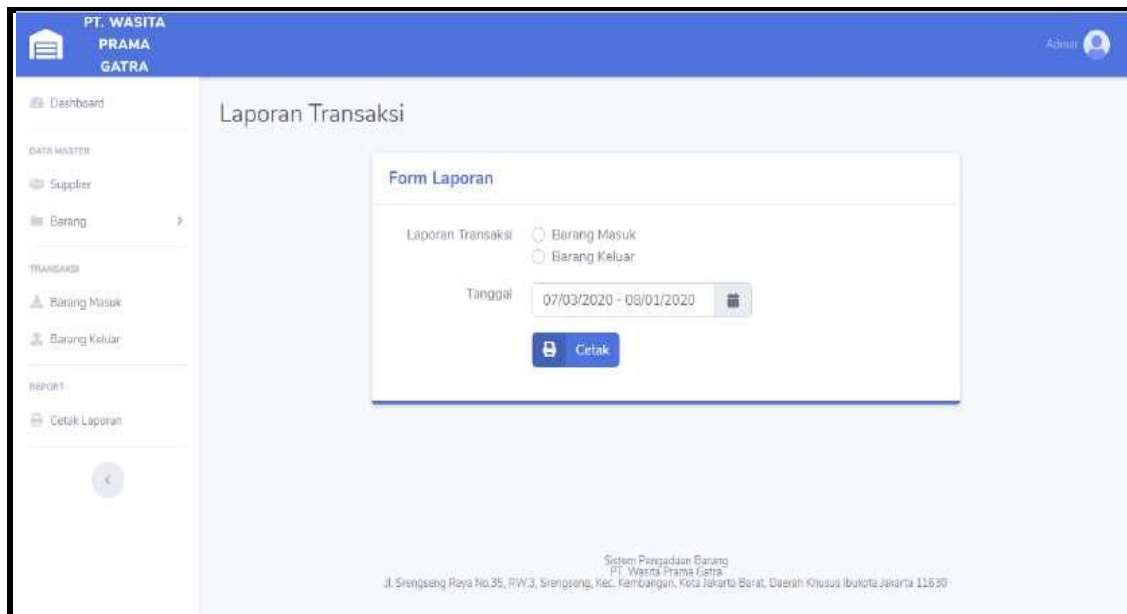 PT. WASITA
PRAMA
GATRA
Admin
Dashboard
DATA MASTER
Supplier
Barang
TRANSAKSI
Barang Masuk
Barang Keluar
REPORT
Cetak Laporan
Laporan Transaksi
Form Laporan
Laporan Transaksi
Barang Masuk
Barang Keluar
Tanggal
07/03/2020 - 08/01/2020
Cetak
Sistem Pengadaan Barang
PT. Wasita Prama Gatra
Jl. Srengseng Raya No.35, RW.3, Srengseng, Kec. Kembangan, Kota Jakarta Barat, Daerah Khusus Ibukota Jakarta 11630